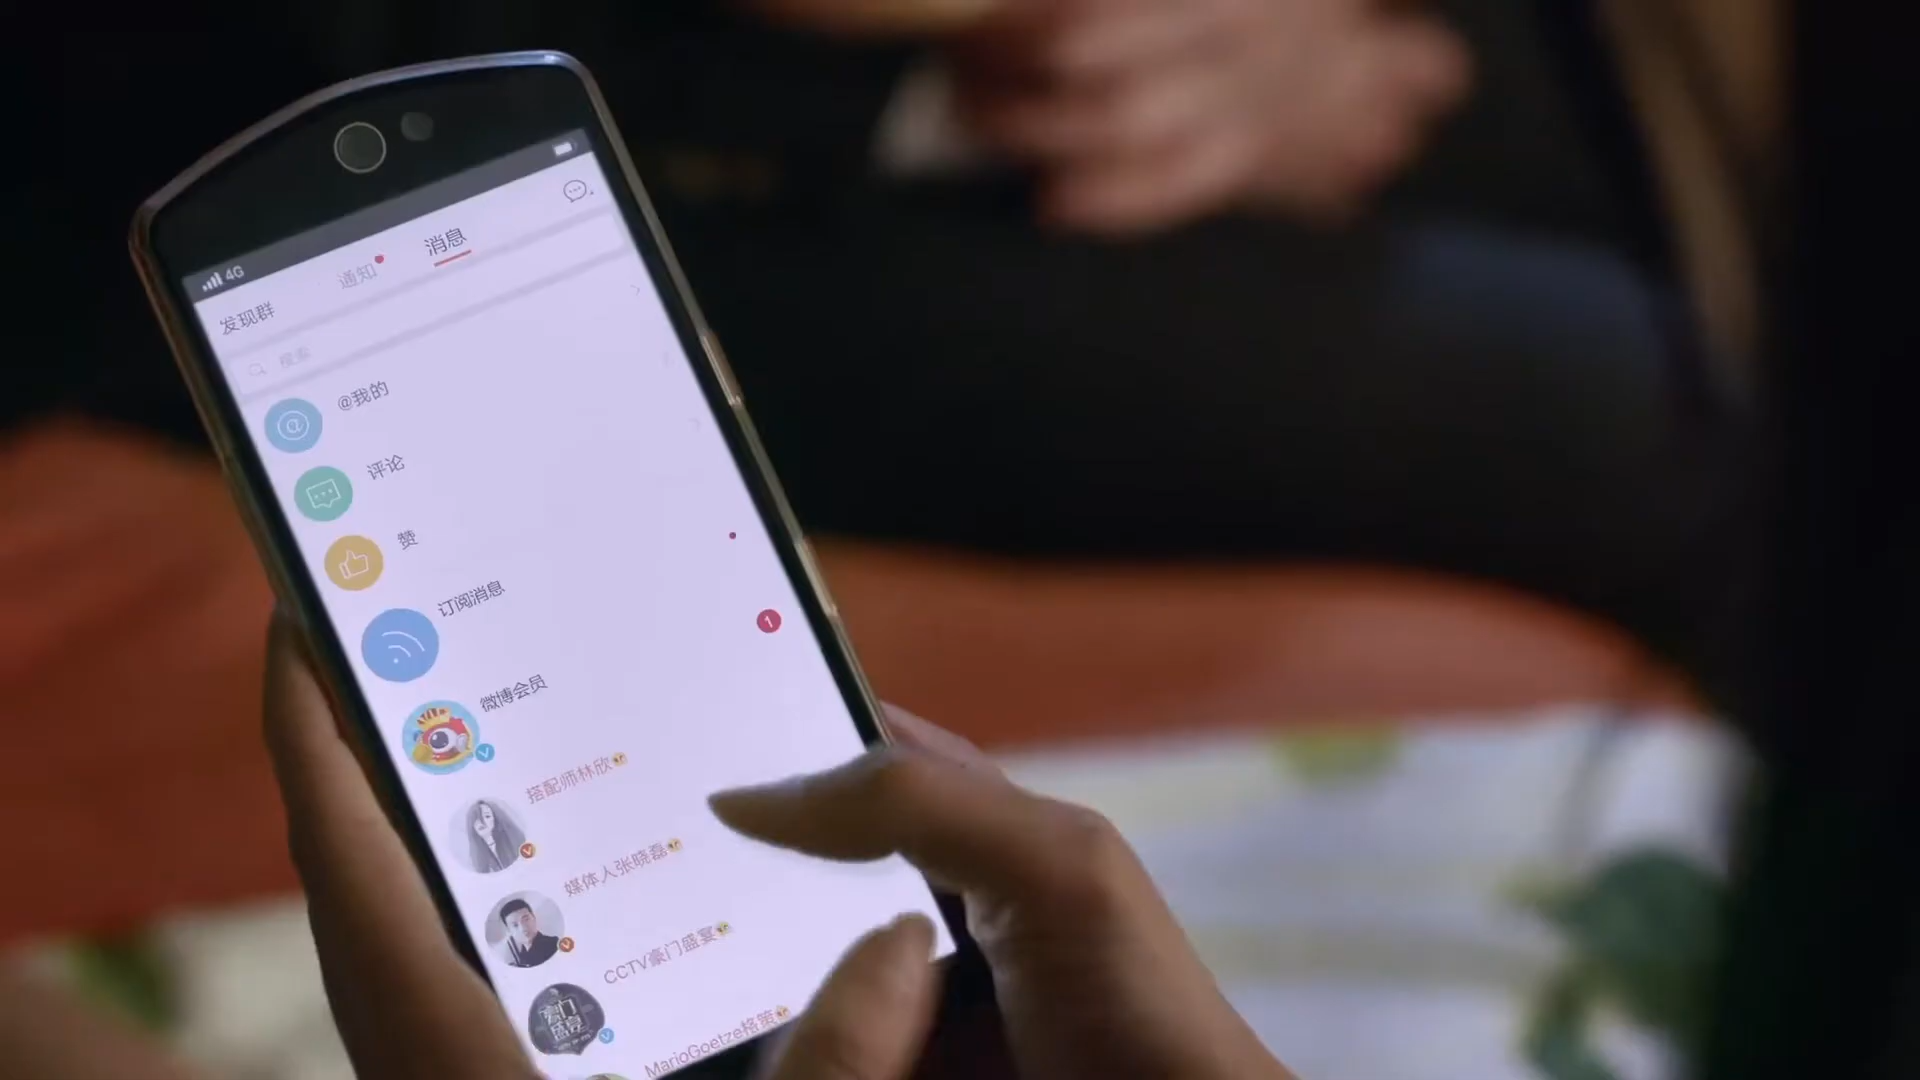 4G
发现群
通知
消息
搜索
@我的
评论
赞
订阅消息
1
微博会员
搭配师林欣
媒体人张晓磊
CCTV豪门盛宴
豪门
盛宴
MarioGoetze格策